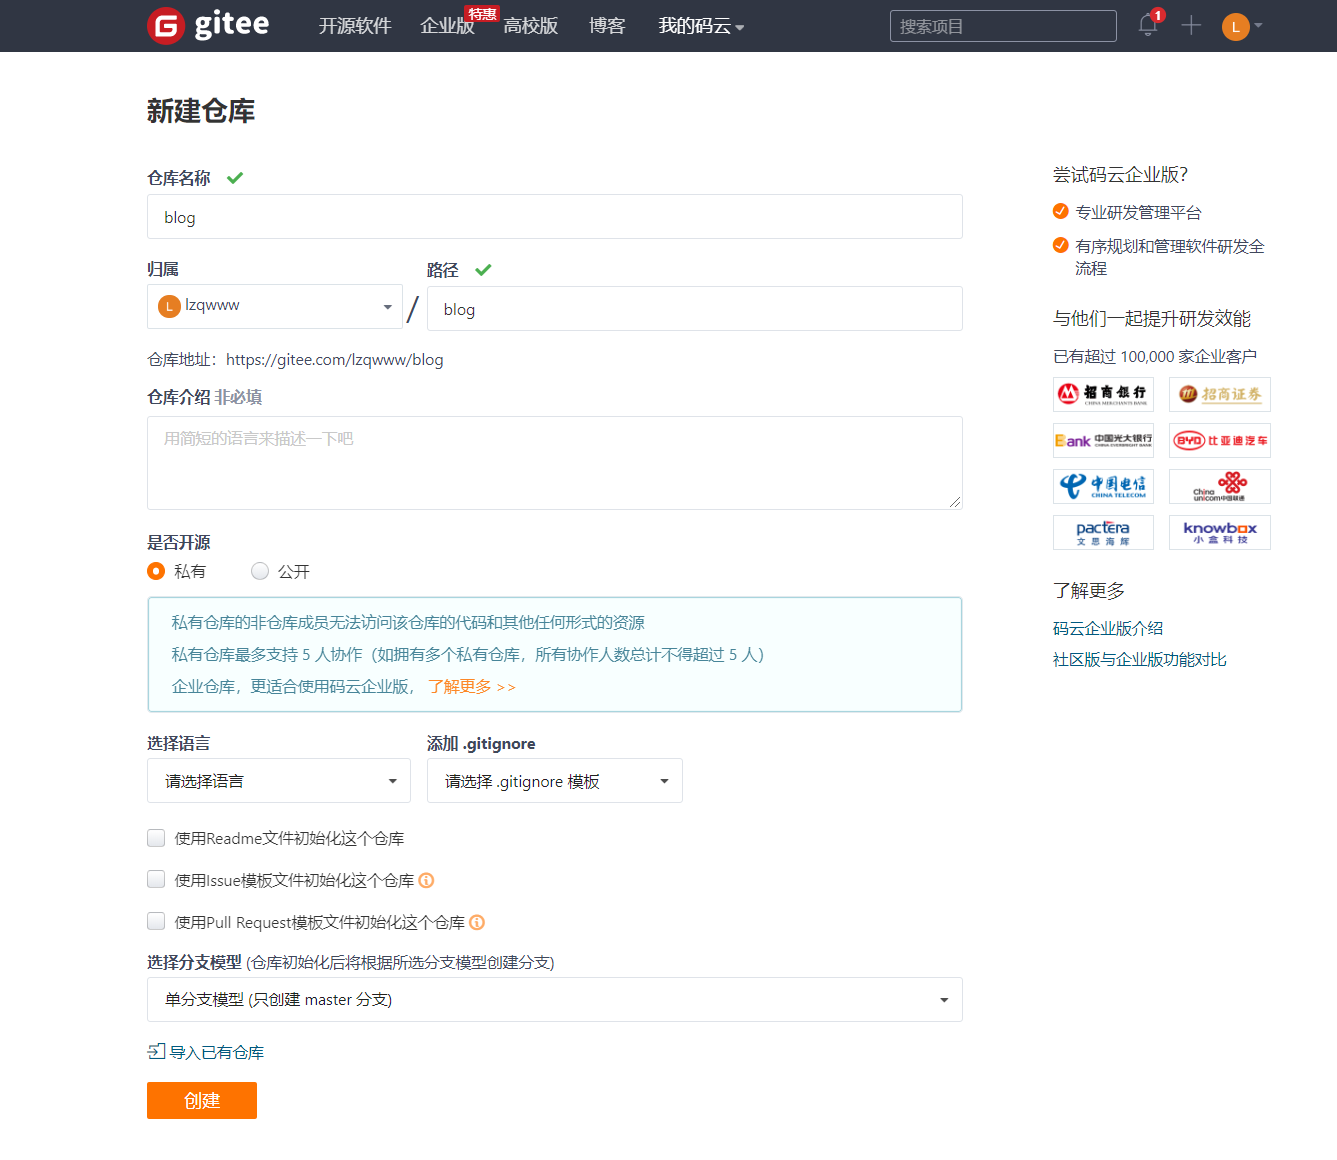 gitee
开源软件 企业版 特惠 高校版 博客 我的码云 搜索项目 1 L
新建仓库
仓库名称
blog
归属 路径
L lzqwww / blog
仓库地址：https://gitee.com/lzqwww/blog
仓库介绍 非必填
用简短的语言来描述一下吧
是否开源
私有 公开
私有仓库的非仓库成员无法访问该仓库的代码和其他任何形式的资源
私有仓库最多支持 5 人协作（如拥有多个私有仓库，所有协作人数总计不得超过 5 人）
企业仓库，更适合使用码云企业版， 了解更多 >>
选择语言 添加 .gitignore
请选择语言 请选择 .gitignore 模板
使用Readme文件初始化这个仓库
使用Issue模板文件初始化这个仓库
使用Pull Request模板文件初始化这个仓库
选择分支模型 (仓库初始化后将根据所选分支模型创建分支)
单分支模型 (只创建 master 分支)
导入已有仓库
创建
尝试码云企业版?
专业研发管理平台
有序规划和管理软件研发全
流程
与他们一起提升研发效能
已有超过 100,000 家企业客户
招商银行
CHINA MERCHANTS BANK
招商证券
Bank 中国光大银行
CHINA EVERBRIGHT BANK
BYD 比亚迪汽车
中国电信
CHINA TELECOM
China
unicom中国联通
pactera
文思海辉
knowbox
小盒科技
了解更多
码云企业版介绍
社区版与企业版功能对比